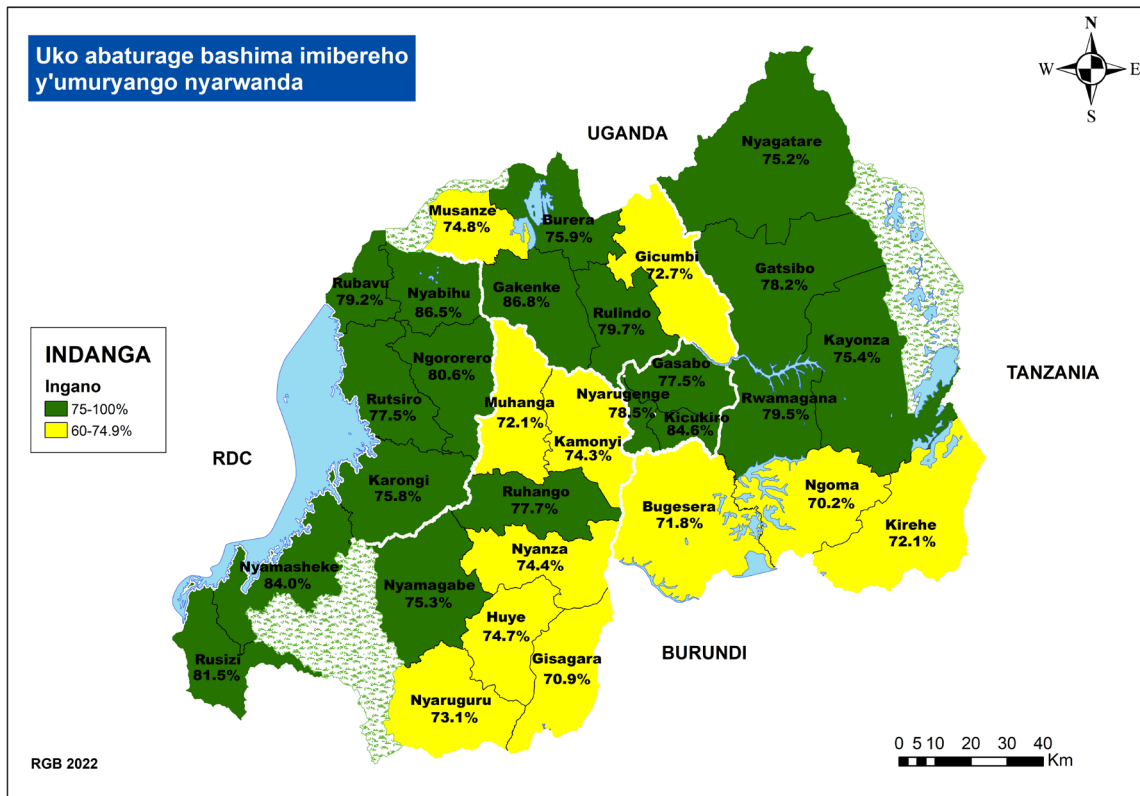 Uko abaturage bashima imibereho
y'umuryango nyarwanda
N
W E
S
UGANDA
Nyagatare
75.2%
Musanze
74.8%
Burera
75.9%
Gicumbi
72.7%
Gatsibo
78.2%
Rubavu
79.2%
Nyabihu
86.5%
Gakenke
86.8%
Rulindo
79.7%
Kayonza
75.4%
INDANGA
Ingano
75-100%
60-74.9%
Ngororero
80.6%
Gasabo
77.5%
TANZANIA
Rutsiro
77.5%
Muhanga
72.1%
Nyarugenge
78.5%
Kicukiro
84.6%
Rwamagana
79.5%
Kamonyi
74.3%
RDC
Karongi
75.8%
Ruhango
77.7%
Bugesera
71.8%
Ngoma
70.2%
Kirehe
72.1%
Nyamasheke
84.0%
Nyamagabe
75.3%
Nyanza
74.4%
Huye
74.7%
Rusizi
81.5%
Gisagara
70.9%
BURUNDI
Nyaruguru
73.1%
RGB 2022
0 5 10 20 30 40
Km